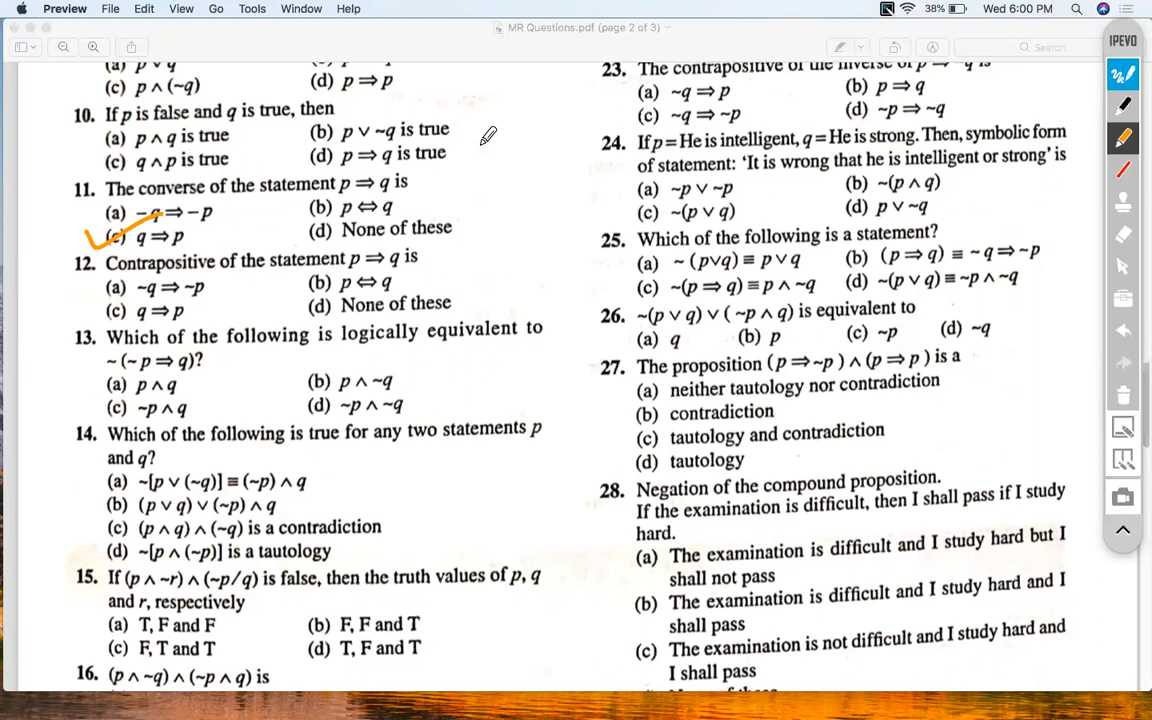 Preview File Edit View Go Tools Window Help
38% Wed 6:00 PM
MR Questions.pdf (page 2 of 3)
Search
IPEVO
(a) p ∨ q
(c) p ∧ (~q) (d) p ⇒ p
10. If p is false and q is true, then
(a) p ∧ q is true (b) p ∨ ~q is true
(c) q ∧ p is true (d) p ⇒ q is true
11. The converse of the statement p ⇒ q is
(a) −q ⇒ −p (b) p ⇔ q
(c) q ⇒ p (d) None of these
12. Contrapositive of the statement p ⇒ q is
(a) ~q ⇒ ~p (b) p ⇔ q
(c) q ⇒ p (d) None of these
13. Which of the following is logically equivalent to
~ (~p ⇒ q)?
(a) p ∧ q (b) p ∧ ~q
(c) ~p ∧ q (d) ~p ∧ ~q
14. Which of the following is true for any two statements p
and q?
(a) ~[p ∨ (~q)] ≡ (~p) ∧ q
(b) (p ∨ q) ∨ (~p) ∧ q
(c) (p ∧ q) ∧ (~q) is a contradiction
(d) ~[p ∧ (~p)] is a tautology
15. If (p ∧ ~r) ∧ (~p/q) is false, then the truth values of p, q
and r, respectively
(a) T, F and F (b) F, F and T
(c) F, T and T (d) T, F and T
16. (p ∧ ~q) ∧ (~p ∧ q) is
23. The contrapositive of the inverse of p ⇒ ~q is
(a) ~q ⇒ p (b) p ⇒ q
(c) ~q ⇒ ~p (d) ~p ⇒ ~q
24. If p = He is intelligent, q = He is strong. Then, symbolic form
of statement: 'It is wrong that he is intelligent or strong' is
(a) ~p ∨ ~p (b) ~(p ∧ q)
(c) ~(p ∨ q) (d) p ∨ ~q
25. Which of the following is a statement?
(a) ~ (p∨q) ≡ p ∨ q (b) (p ⇒ q) ≡ ~q ⇒ ~p
(c) ~(p ⇒ q) ≡ p ∧ ~q (d) ~(p ∨ q) ≡ ~p ∧ ~q
26. ~(p ∨ q) ∨ (~p ∧ q) is equivalent to
(a) q (b) p (c) ~p (d) ~q
27. The proposition (p ⇒ ~p) ∧ (p ⇒ p) is a
(a) neither tautology nor contradiction
(b) contradiction
(c) tautology and contradiction
(d) tautology
28. Negation of the compound proposition.
If the examination is difficult, then I shall pass if I study
hard.
(a) The examination is difficult and I study hard but I
shall not pass
(b) The examination is difficult and I study hard and I
shall pass
(c) The examination is not difficult and I study hard and
I shall pass